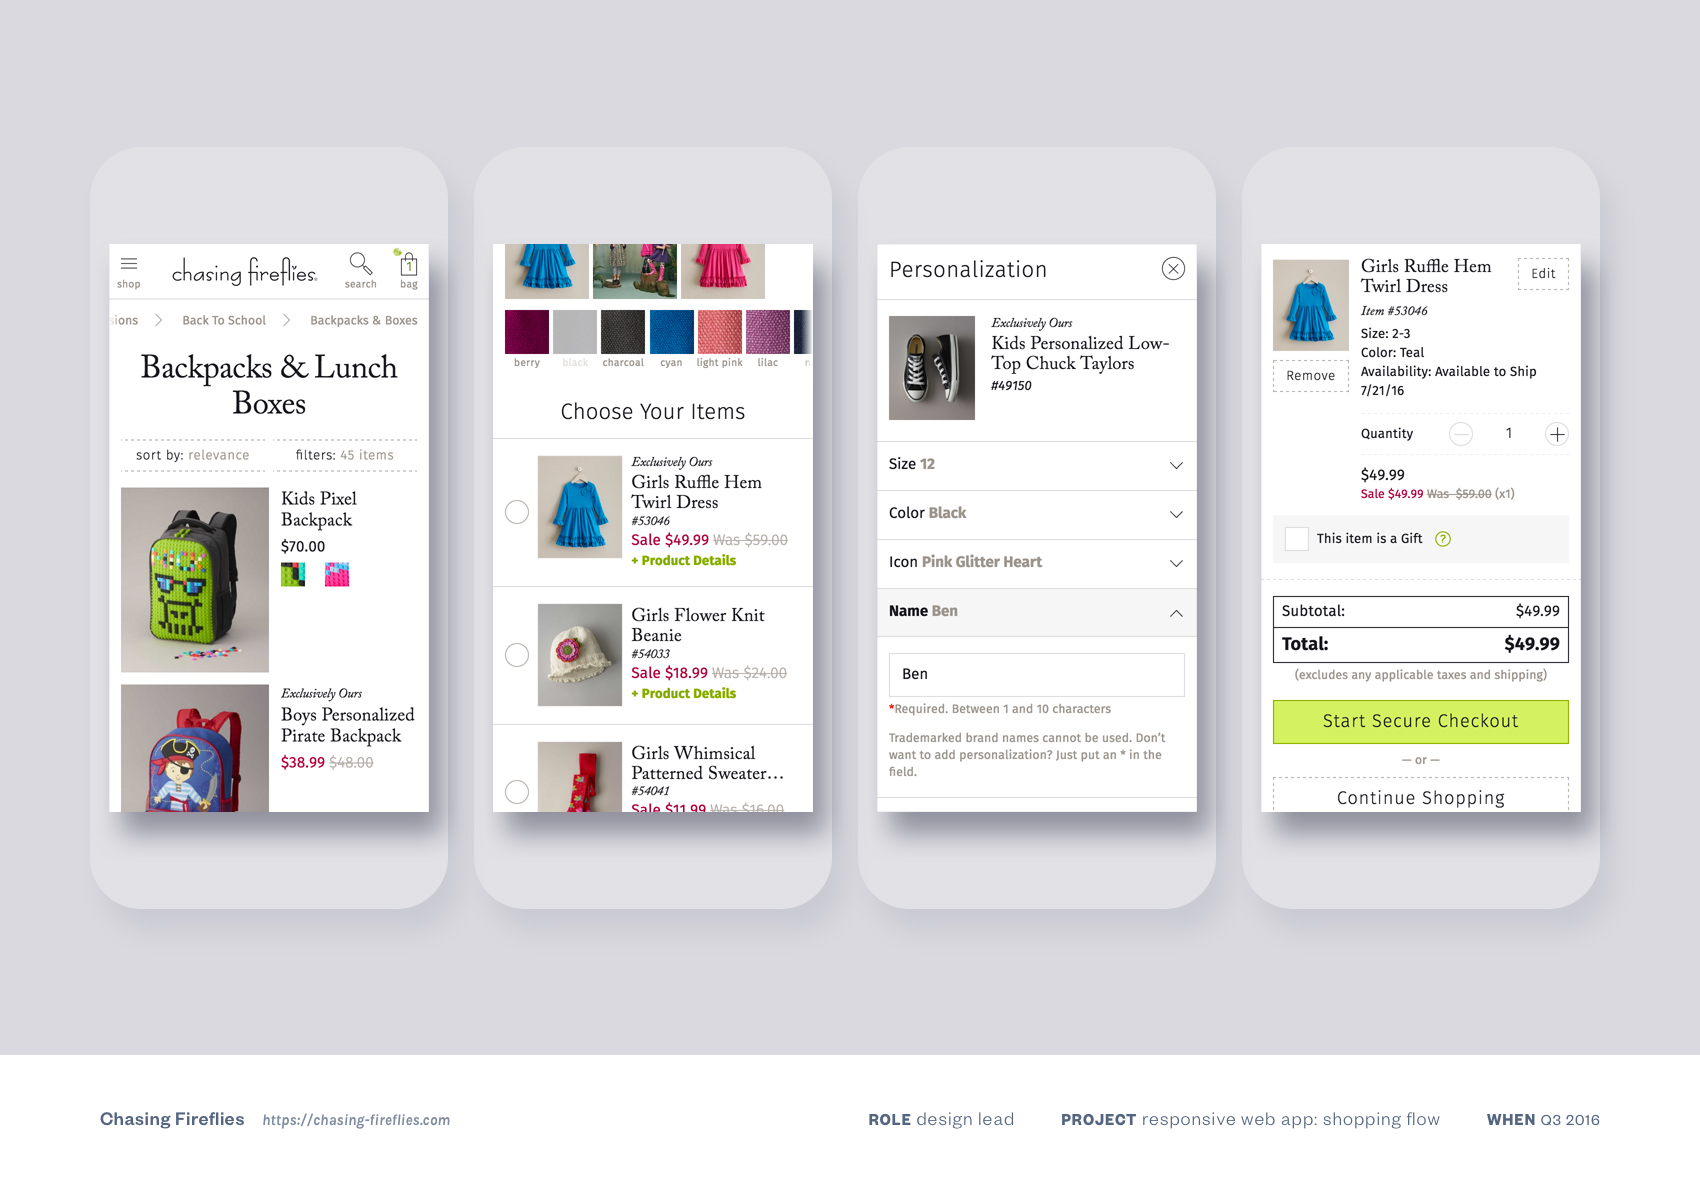 shop
chasing fireflies
search
1
bag
sions
Back To School
Backpacks & Boxes
Backpacks & Lunch
Boxes
sort by: relevance
filters: 45 items
Kids Pixel
Backpack
$70.00
Exclusively Ours
Boys Personalized
Pirate Backpack
$38.99 $48.00
berry
black
charcoal
cyan
light pink
lilac
n
Choose Your Items
Exclusively Ours
Girls Ruffle Hem
Twirl Dress
#53046
Sale $49.99 Was $59.00
+ Product Details
Girls Flower Knit
Beanie
#54033
Sale $18.99 Was $24.00
+ Product Details
Girls Whimsical
Patterned Sweater...
#54041
Sale $11.99 Was $16.00
Personalization
Exclusively Ours
Kids Personalized Low-
Top Chuck Taylors
#49150
Size 12
Color Black
Icon Pink Glitter Heart
Name Ben
Ben
*Required. Between 1 and 10 characters
Trademarked brand names cannot be used. Don't
want to add personalization? Just put an * in the
field.
Girls Ruffle Hem
Twirl Dress
Edit
Item #53046
Size: 2-3
Color: Teal
Availability: Available to Ship
7/21/16
Remove
Quantity
1
$49.99
Sale $49.99 Was $59.00 (x1)
This item is a Gift ?
Subtotal: $49.99
Total: $49.99
(excludes any applicable taxes and shipping)
Start Secure Checkout
— or —
Continue Shopping
Chasing Fireflies https://chasing-fireflies.com
ROLE design lead
PROJECT responsive web app: shopping flow
WHEN Q3 2016